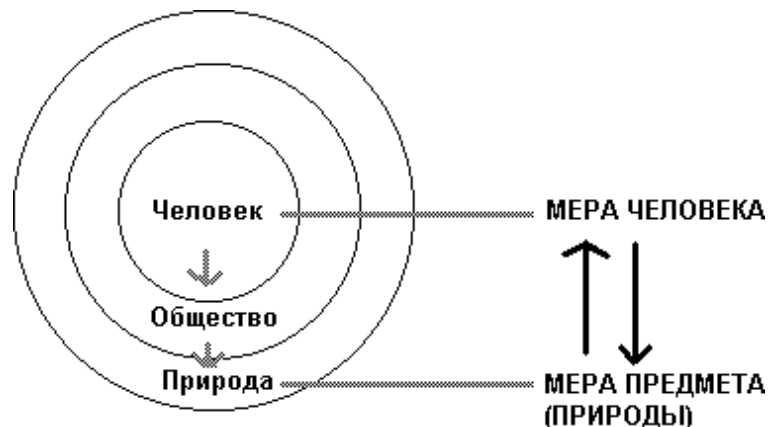 Человек
МЕРА ЧЕЛОВЕКА
Общество
Природа
МЕРА ПРЕДМЕТА
(ПРИРОДЫ)